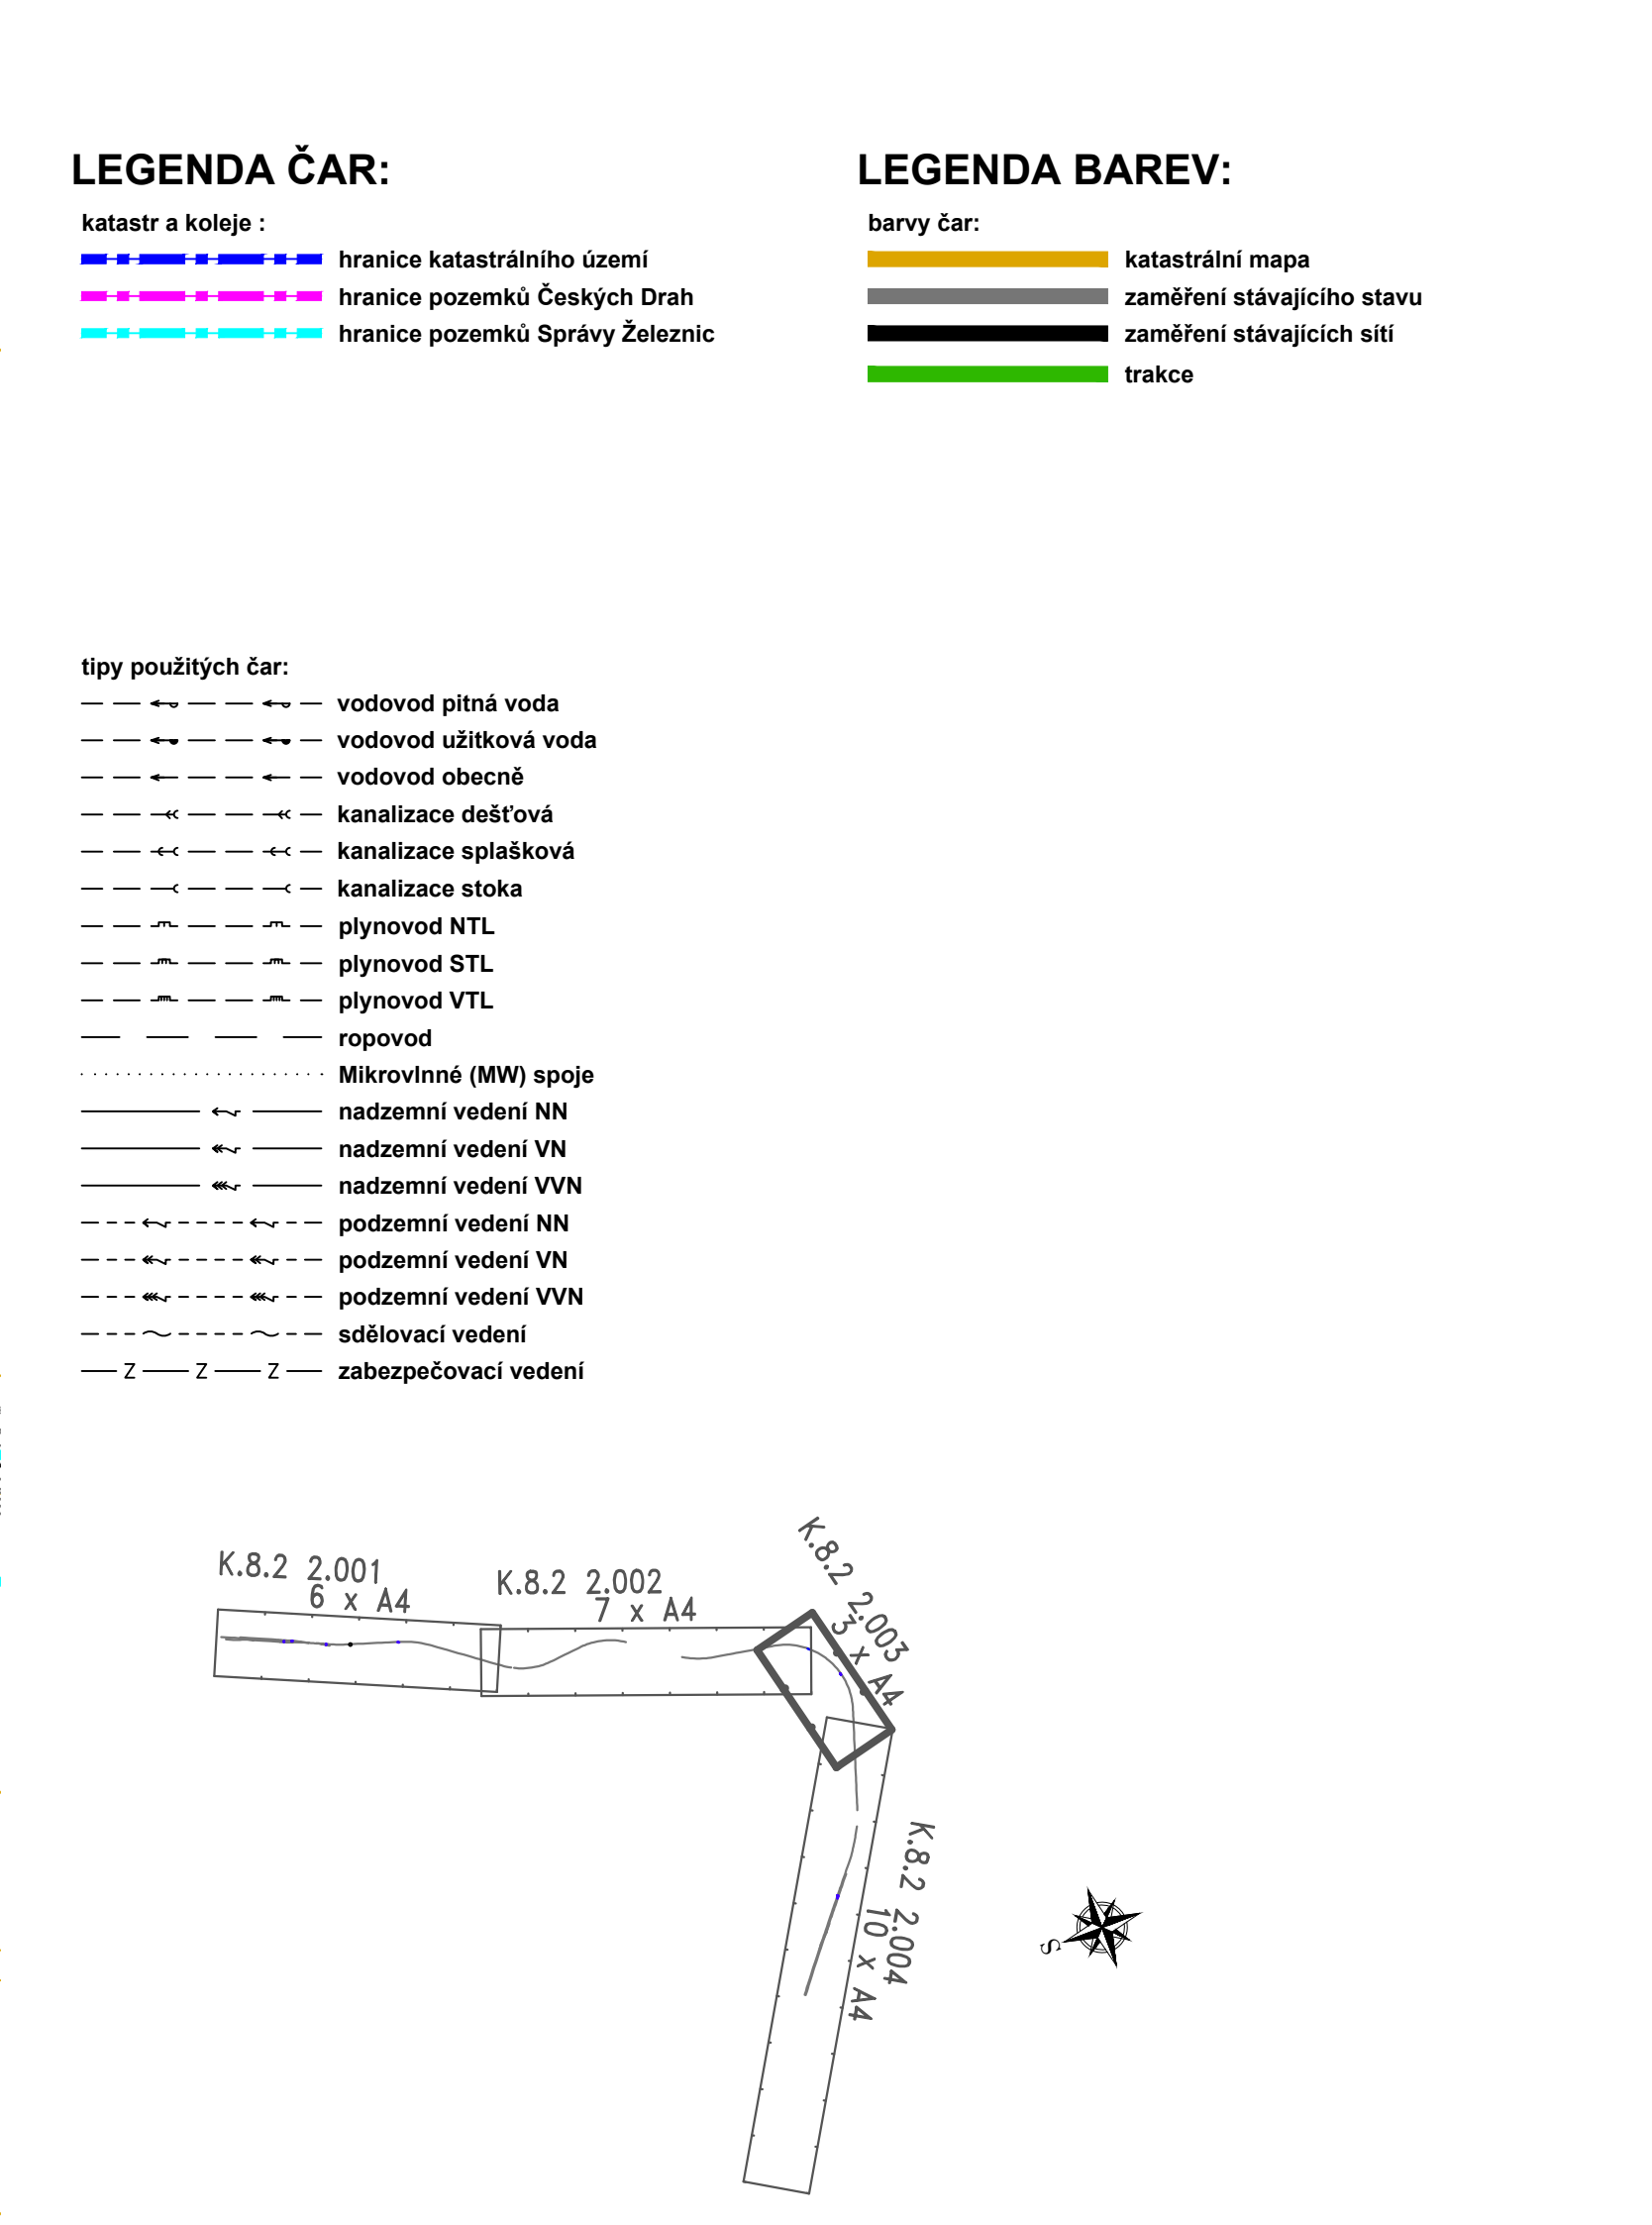 LEGENDA ČAR:
katastr a koleje :
hranice katastrálního území
hranice pozemků Českých Drah
hranice pozemků Správy Železnic
LEGENDA BAREV:
barvy čar:
katastrální mapa
zaměření stávajícího stavu
zaměření stávajících sítí
trakce
tipy použitých čar:
vodovod pitná voda
vodovod užitková voda
vodovod obecně
kanalizace dešťová
kanalizace splašková
kanalizace stoka
plynovod NTL
plynovod STL
plynovod VTL
ropovod
Mikrovlnné (MW) spoje
nadzemní vedení NN
nadzemní vedení VN
nadzemní vedení VVN
podzemní vedení NN
podzemní vedení VN
podzemní vedení VVN
sdělovací vedení
Z Z Z zabezpečovací vedení
K.8.2 2.001
6 x A4
K.8.2 2.002
7 x A4
K.8.2 2.003
3 x A4
K.8.2 2.004
10 x A4
S